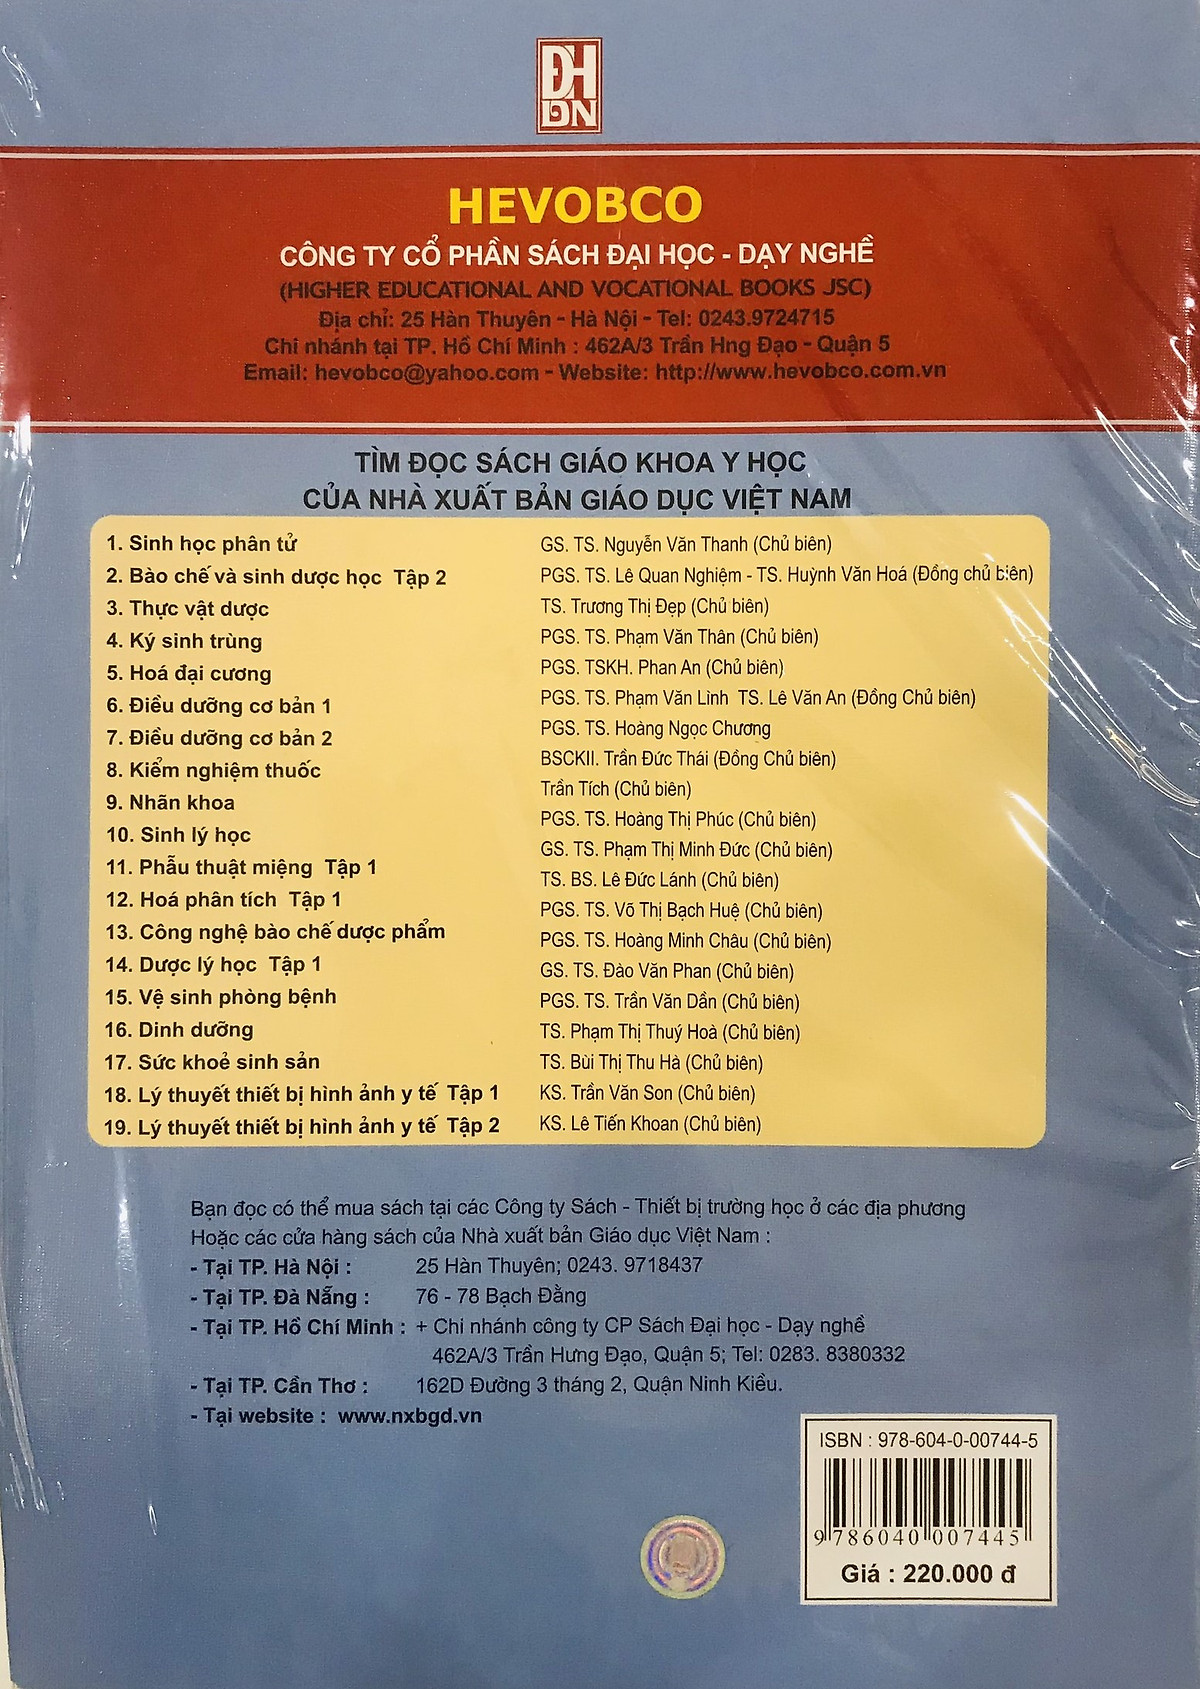 ĐH
DN
HEVOBCO
CÔNG TY CỔ PHẦN SÁCH ĐẠI HỌC - DẠY NGHỀ
(HIGHER EDUCATIONAL AND VOCATIONAL BOOKS JSC)
Địa chỉ: 25 Hàn Thuyên - Hà Nội - Tel: 0243.9724715
Chi nhánh tại TP. Hồ Chí Minh : 462A/3 Trần Hng Đạo - Quận 5
Email: hevobco@yahoo.com - Website: http://www.hevobco.com.vn
TÌM ĐỌC SÁCH GIÁO KHOA Y HỌC
CỦA NHÀ XUẤT BẢN GIÁO DỤC VIỆT NAM
1. Sinh học phân tử
2. Bào chế và sinh dược học Tập 2
3. Thực vật dược
4. Ký sinh trùng
5. Hoá đại cương
6. Điều dưỡng cơ bản 1
7. Điều dưỡng cơ bản 2
8. Kiểm nghiệm thuốc
9. Nhãn khoa
10. Sinh lý học
11. Phẫu thuật miệng Tập 1
12. Hoá phân tích Tập 1
13. Công nghệ bào chế dược phẩm
14. Dược lý học Tập 1
15. Vệ sinh phòng bệnh
16. Dinh dưỡng
17. Sức khoẻ sinh sản
18. Lý thuyết thiết bị hình ảnh y tế Tập 1
19. Lý thuyết thiết bị hình ảnh y tế Tập 2
GS. TS. Nguyễn Văn Thanh (Chủ biên)
PGS. TS. Lê Quan Nghiệm - TS. Huỳnh Văn Hoá (Đồng chủ biên)
TS. Trương Thị Đẹp (Chủ biên)
PGS. TS. Phạm Văn Thân (Chủ biên)
PGS. TSKH. Phan An (Chủ biên)
PGS. TS. Phạm Văn Linh TS. Lê Văn An (Đồng Chủ biên)
PGS. TS. Hoàng Ngọc Chương
BSCKII. Trần Đức Thái (Đồng Chủ biên)
Trần Tích (Chủ biên)
PGS. TS. Hoàng Thị Phúc (Chủ biên)
GS. TS. Phạm Thị Minh Đức (Chủ biên)
TS. BS. Lê Đức Lánh (Chủ biên)
PGS. TS. Võ Thị Bạch Huệ (Chủ biên)
PGS. TS. Hoàng Minh Châu (Chủ biên)
GS. TS. Đào Văn Phan (Chủ biên)
PGS. TS. Trần Văn Dần (Chủ biên)
TS. Phạm Thị Thuý Hoà (Chủ biên)
TS. Bùi Thị Thu Hà (Chủ biên)
KS. Trần Văn Son (Chủ biên)
KS. Lê Tiến Khoan (Chủ biên)
Bạn đọc có thể mua sách tại các Công ty Sách - Thiết bị trường học ở các địa phương
Hoặc các cửa hàng sách của Nhà xuất bản Giáo dục Việt Nam :
- Tại TP. Hà Nội : 25 Hàn Thuyên; 0243. 9718437
- Tại TP. Đà Nẵng : 76 - 78 Bạch Đằng
- Tại TP. Hồ Chí Minh : + Chi nhánh công ty CP Sách Đại học - Dạy nghề
462A/3 Trần Hưng Đạo, Quận 5; Tel: 0283. 8380332
- Tại TP. Cần Thơ : 162D Đường 3 tháng 2, Quận Ninh Kiều.
- Tại website : www.nxbgd.vn
ISBN : 978-604-0-00744-5
9 786040 007445
Giá : 220.000 đ